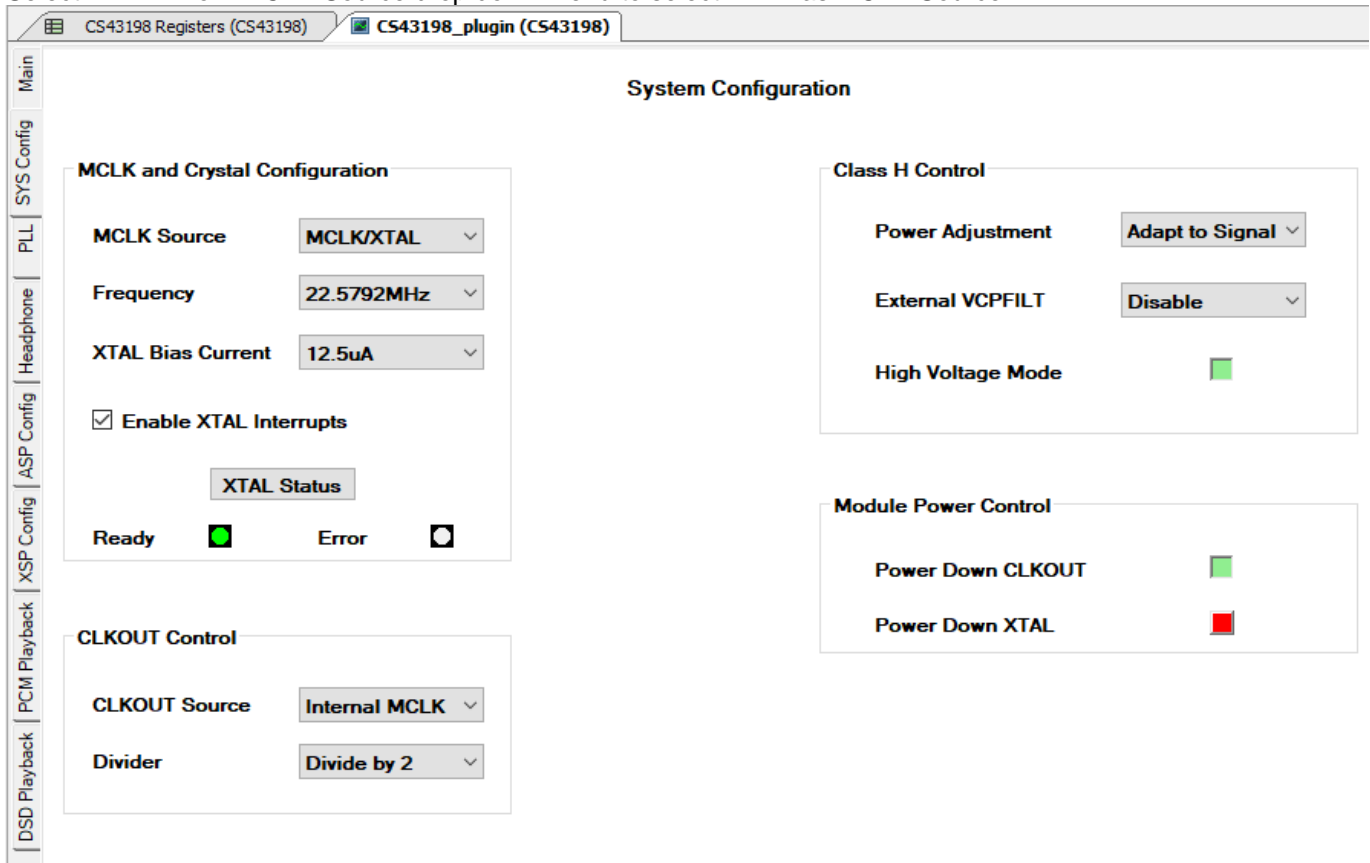 CS43198 Registers (CS43198)
CS43198_plugin (CS43198)
Main
SYS Config
PLL
Headphone
ASP Config
XSP Config
PCM Playback
DSD Playback
System Configuration
MCLK and Crystal Configuration
MCLK Source
MCLK/XTAL
Frequency
22.5792MHz
XTAL Bias Current
12.5uA
Enable XTAL Interrupts
XTAL Status
Ready
Error
CLKOUT Control
CLKOUT Source
Internal MCLK
Divider
Divide by 2
Class H Control
Power Adjustment
Adapt to Signal
External VCPFILT
Disable
High Voltage Mode
Module Power Control
Power Down CLKOUT
Power Down XTAL